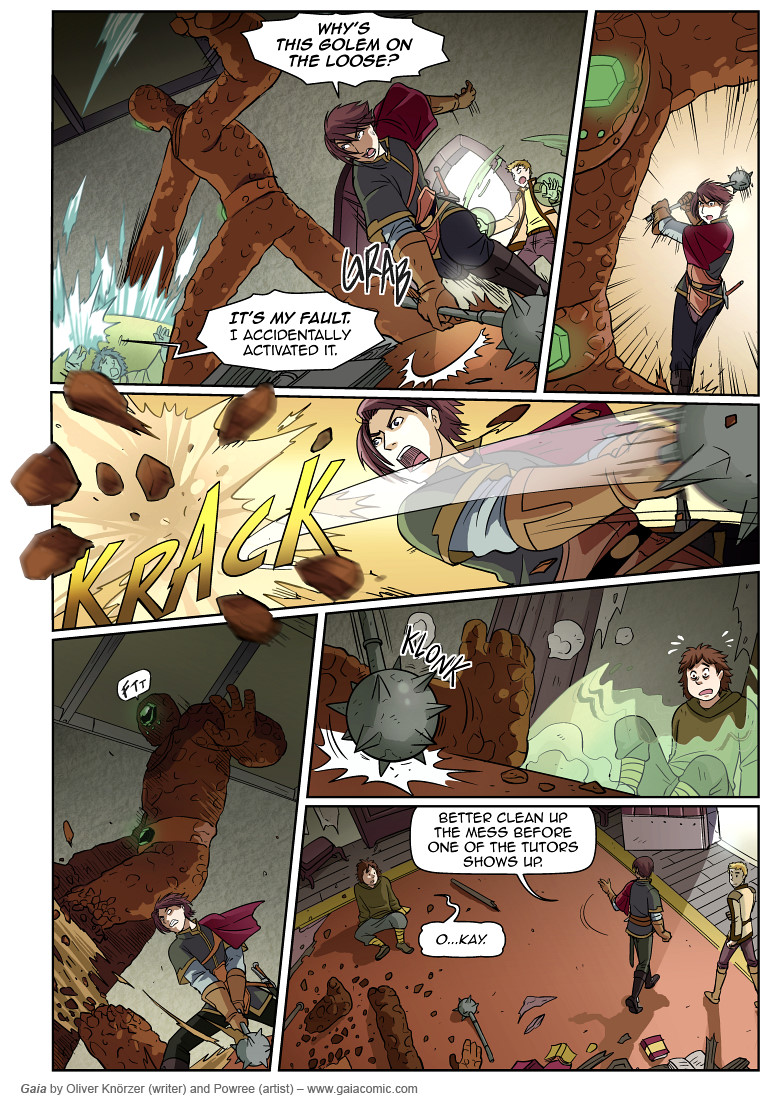 WHY'S
THIS GOLEM ON
THE LOOSE?
GRAB
IT'S MY FAULT.
I ACCIDENTALLY
ACTIVATED IT.
KRACK
FTT
KLONK
BETTER CLEAN UP
THE MESS BEFORE
ONE OF THE TUTORS
SHOWS UP.
O...KAY.
Gaia by Oliver Knörzer (writer) and Powree (artist) – www.gaiacomic.com